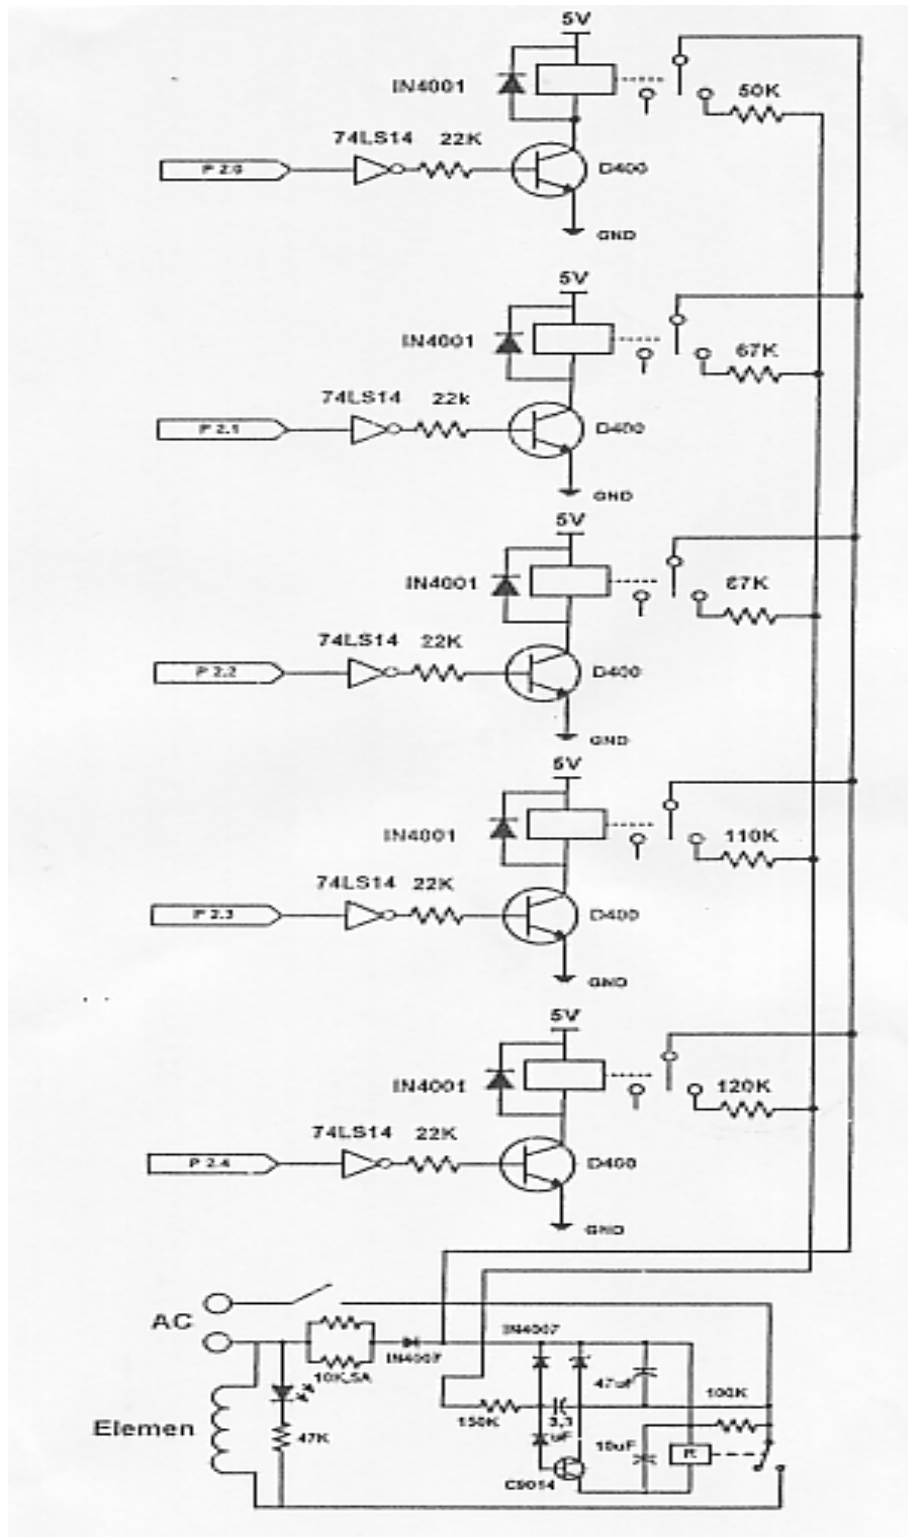 5V
IN4001
50K
74LS14 22K
P 2.0
D400
GND
5V
IN4001
67K
74LS14 22k
P 2.1
D400
GND
5V
IN4001
87K
74LS14 22K
P 2.2
D400
GND
5V
IN4001
110K
74LS14 22K
P 2.3
D400
GND
5V
IN4001
120K
74LS14 22K
P 2.4
D400
GND
AC
IN4007
IN4007
10K,5A
47uF
100K
150K
3,3
uF
Elemen
47K
10uF
R
C9014